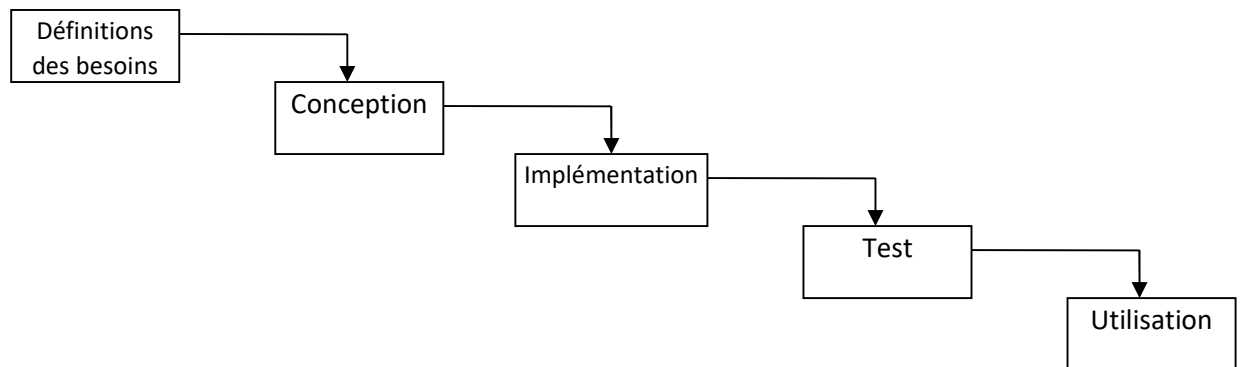 Définitions
des besoins
Conception
Implémentation
Test
Utilisation